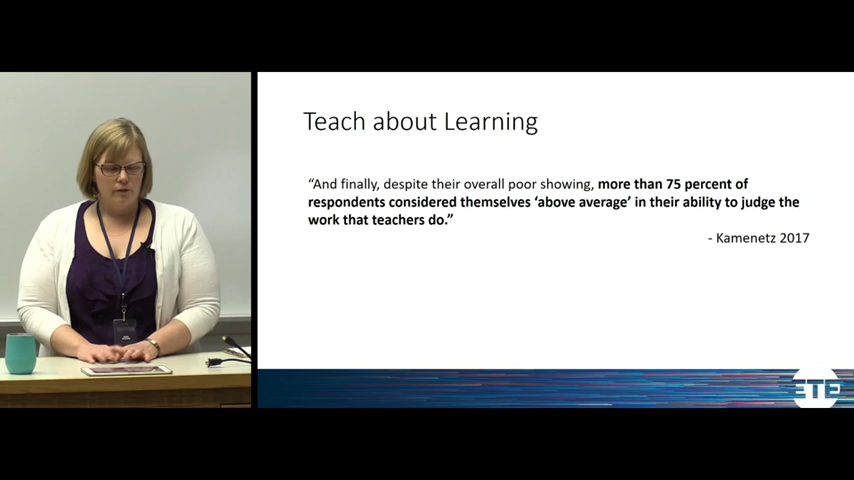 Teach about Learning
“And finally, despite their overall poor showing, more than 75 percent of
respondents considered themselves ‘above average’ in their ability to judge the
work that teachers do.”
- Kamenetz 2017
ETE